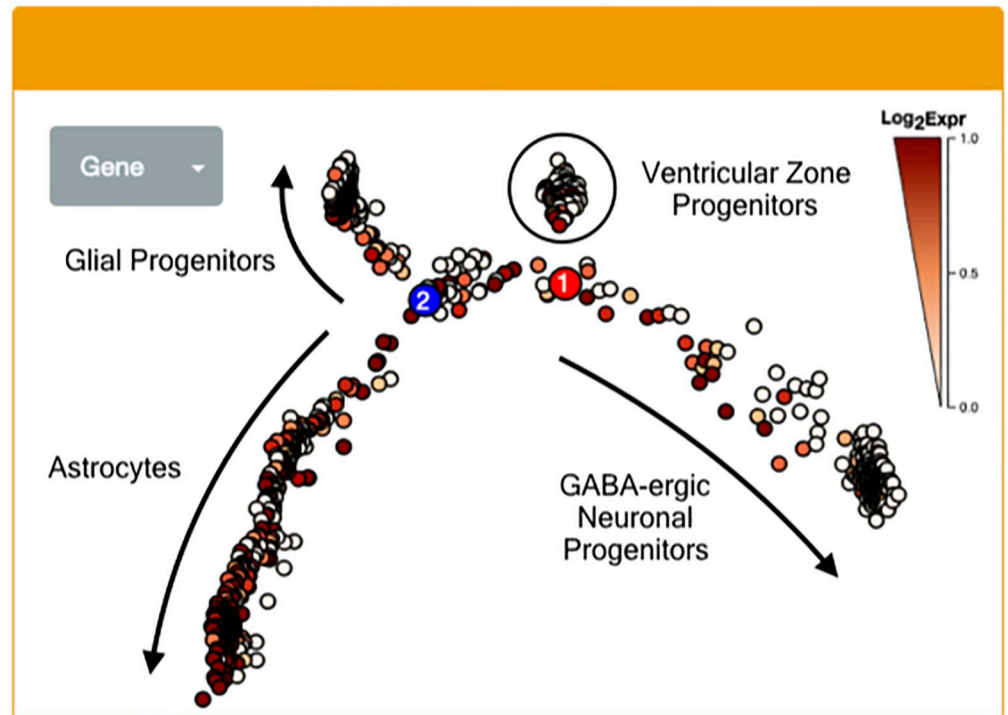 Gene
Log2Expr
1.0
Ventricular Zone
Progenitors
Glial Progenitors
0.5
2
1
0.0
Astrocytes
GABA-ergic
Neuronal
Progenitors